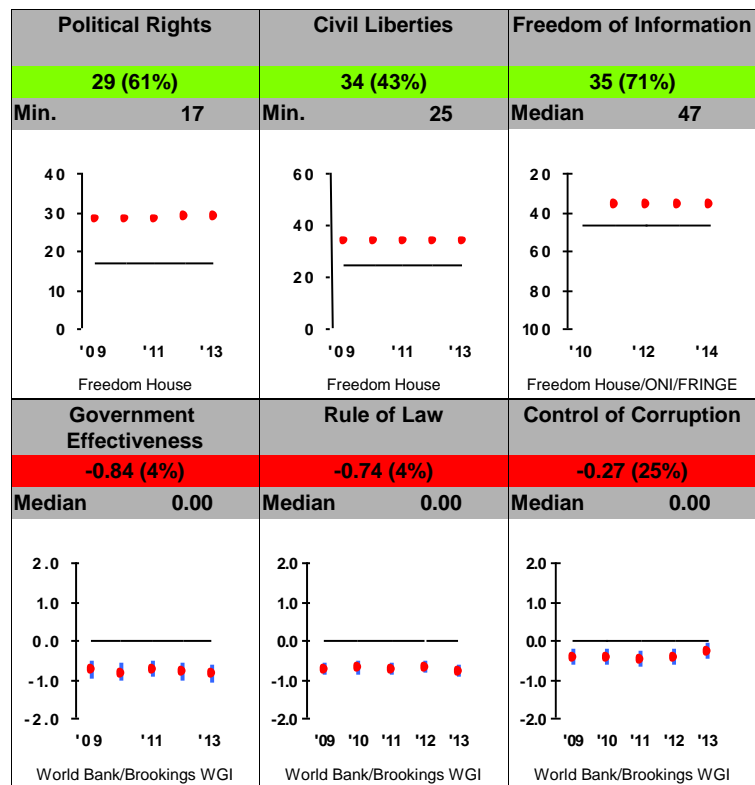 Political Rights
Civil Liberties
Freedom of Information
29 (61%)
34 (43%)
35 (71%)
Min. 17
Min. 25
Median 47
40
30
20
10
0
'09 '11 '13
Freedom House
60
40
20
0
'09 '11 '13
Freedom House
20
40
60
80
100
'10 '12 '14
Freedom House/ONI/FRINGE
Government
Effectiveness
Rule of Law
Control of Corruption
-0.84 (4%)
-0.74 (4%)
-0.27 (25%)
Median 0.00
Median 0.00
Median 0.00
2.0
1.0
0.0
-1.0
-2.0
'09 '11 '13
World Bank/Brookings WGI
2.0
1.0
0.0
-1.0
-2.0
'09 '10 '11 '12 '13
World Bank/Brookings WGI
2.0
1.0
0.0
-1.0
-2.0
'09 '10 '11 '12 '13
World Bank/Brookings WGI